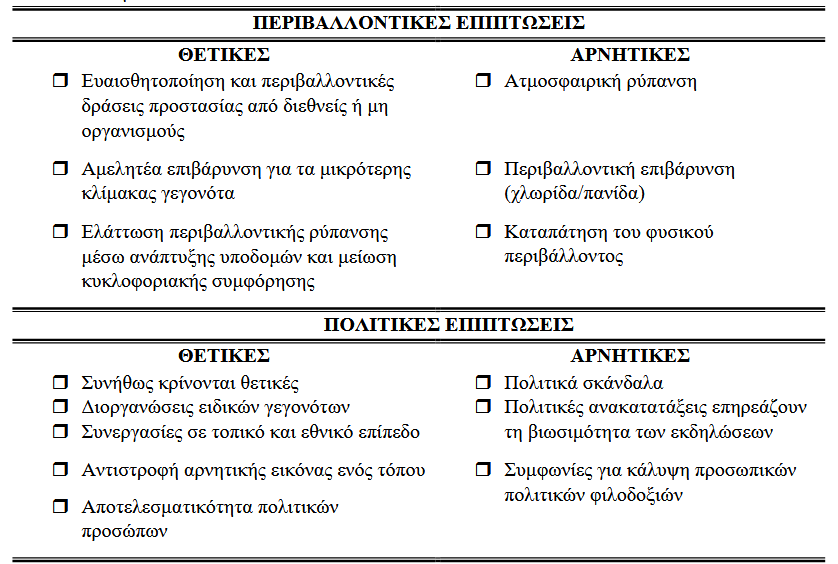 ΠΕΡΙΒΑΛΛΟΝΤΙΚΕΣ ΕΠΙΠΤΩΣΕΙΣ
ΘΕΤΙΚΕΣ
❒ Ευαισθητοποίηση και περιβαλλοντικές
δράσεις προστασίας από διεθνείς ή μη
οργανισμούς
❒ Αμελητέα επιβάρυνση για τα μικρότερης
κλίμακας γεγονότα
❒ Ελάττωση περιβαλλοντικής ρύπανσης
μέσω ανάπτυξης υποδομών και μείωση
κυκλοφοριακής συμφόρησης
ΑΡΝΗΤΙΚΕΣ
❒ Ατμοσφαιρική ρύπανση
❒ Περιβαλλοντική επιβάρυνση
(χλωρίδα/πανίδα)
❒ Καταπάτηση του φυσικού
περιβάλλοντος
ΠΟΛΙΤΙΚΕΣ ΕΠΙΠΤΩΣΕΙΣ
ΘΕΤΙΚΕΣ
❒ Συνήθως κρίνονται θετικές
❒ Διοργανώσεις ειδικών γεγονότων
❒ Συνεργασίες σε τοπικό και εθνικό επίπεδο
❒ Αντιστροφή αρνητικής εικόνας ενός τόπου
❒ Αποτελεσματικότητα πολιτικών
προσώπων
ΑΡΝΗΤΙΚΕΣ
❒ Πολιτικά σκάνδαλα
❒ Πολιτικές ανακατατάξεις επηρεάζουν
τη βιωσιμότητα των εκδηλώσεων
❒ Συμφωνίες για κάλυψη προσωπικών
πολιτικών φιλοδοξιών